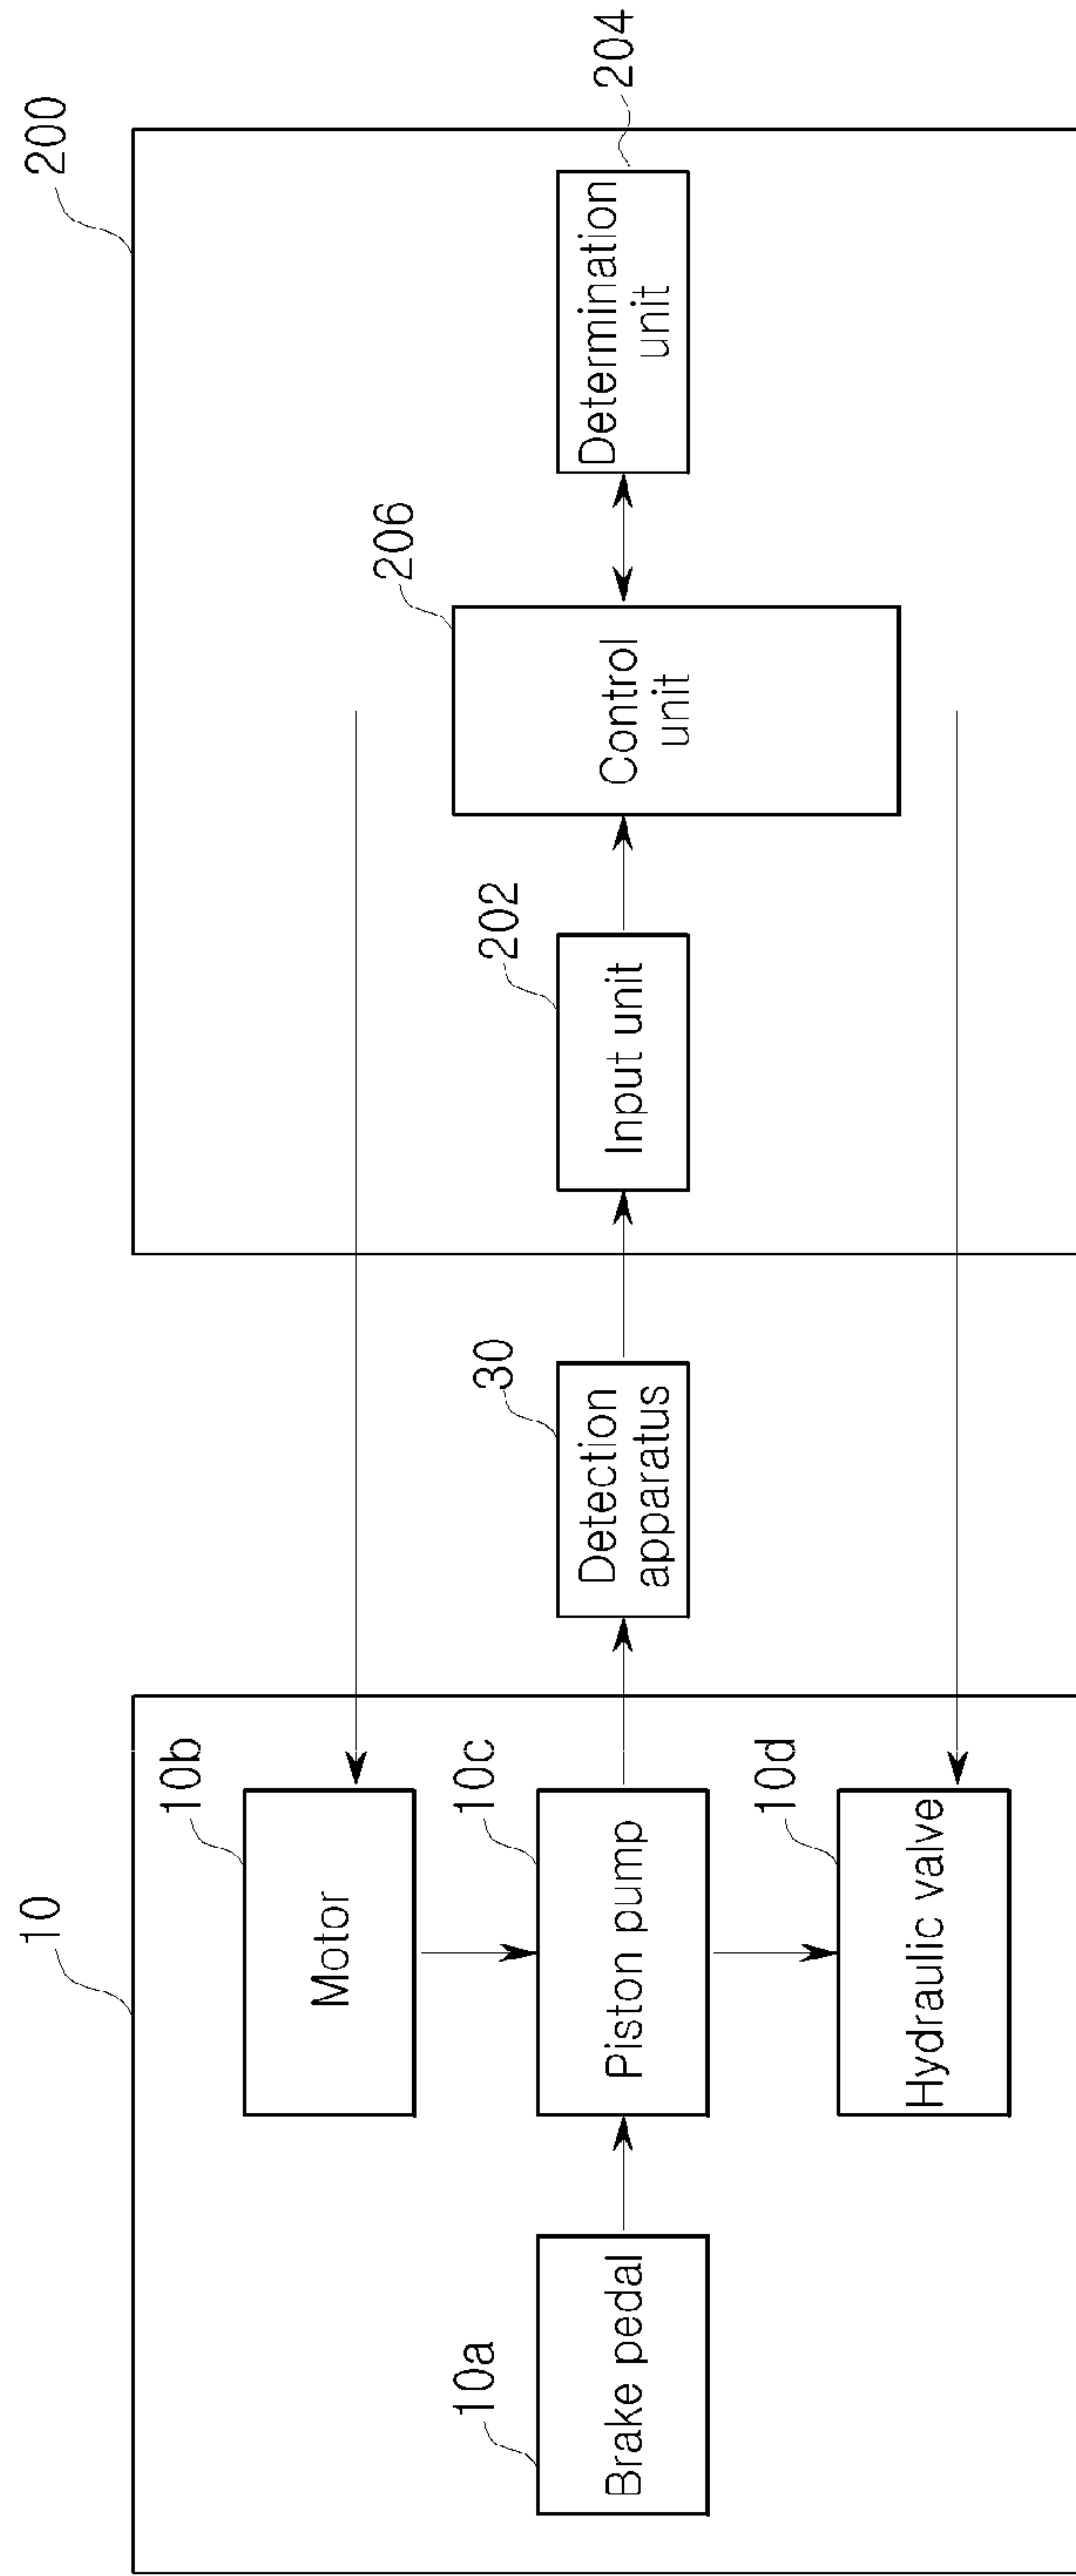 10
200
10b
Motor
206
10a
Brake pedal
10c
Piston pump
30
Detection
apparatus
202
Input unit
Control
unit
Determination
unit
204
10d
Hydraulic valve